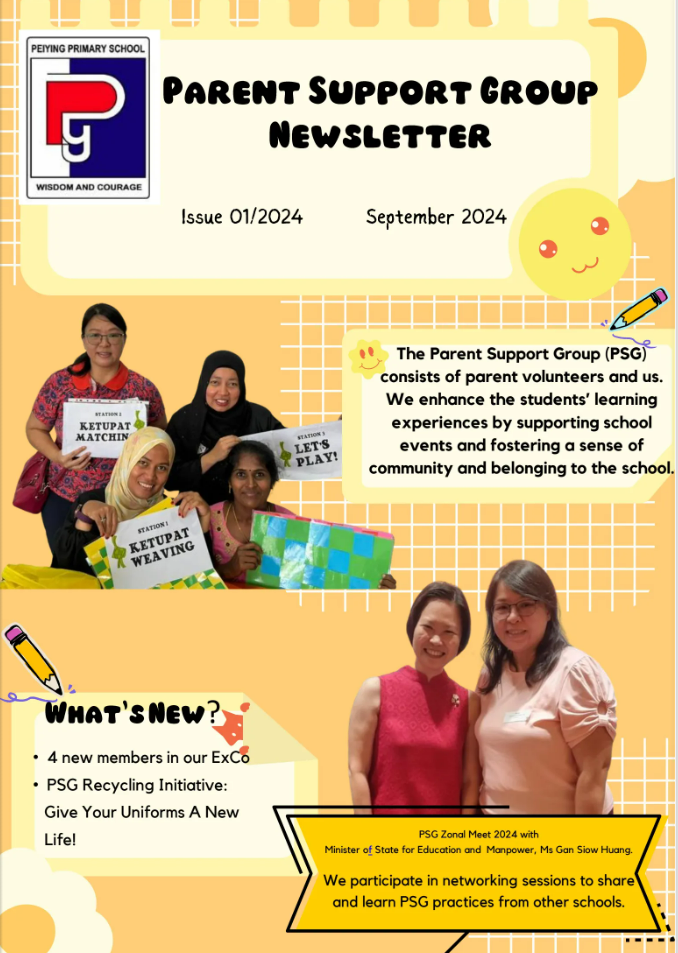 PEIYING PRIMARY SCHOOL
Py
WISDOM AND COURAGE
PARENT SUPPORT GROUP
NEWSLETTER
Issue 01/2024 September 2024
STATION 2
KETUPAT
MATCHIN
STATION 3
LET'S
PLAY!
STATION 1
KETUPAT
WEAVING
The Parent Support Group (PSG)
consists of parent volunteers and us.
We enhance the students' learning
experiences by supporting school
events and fostering a sense of
community and belonging to the school.
WHAT'S NEW?
• 4 new members in our ExCo
• PSG Recycling Initiative:
Give Your Uniforms A New
Life!
PSG Zonal Meet 2024 with
Minister of State for Education and Manpower, Ms Gan Siow Huang.
We participate in networking sessions to share
and learn PSG practices from other schools.